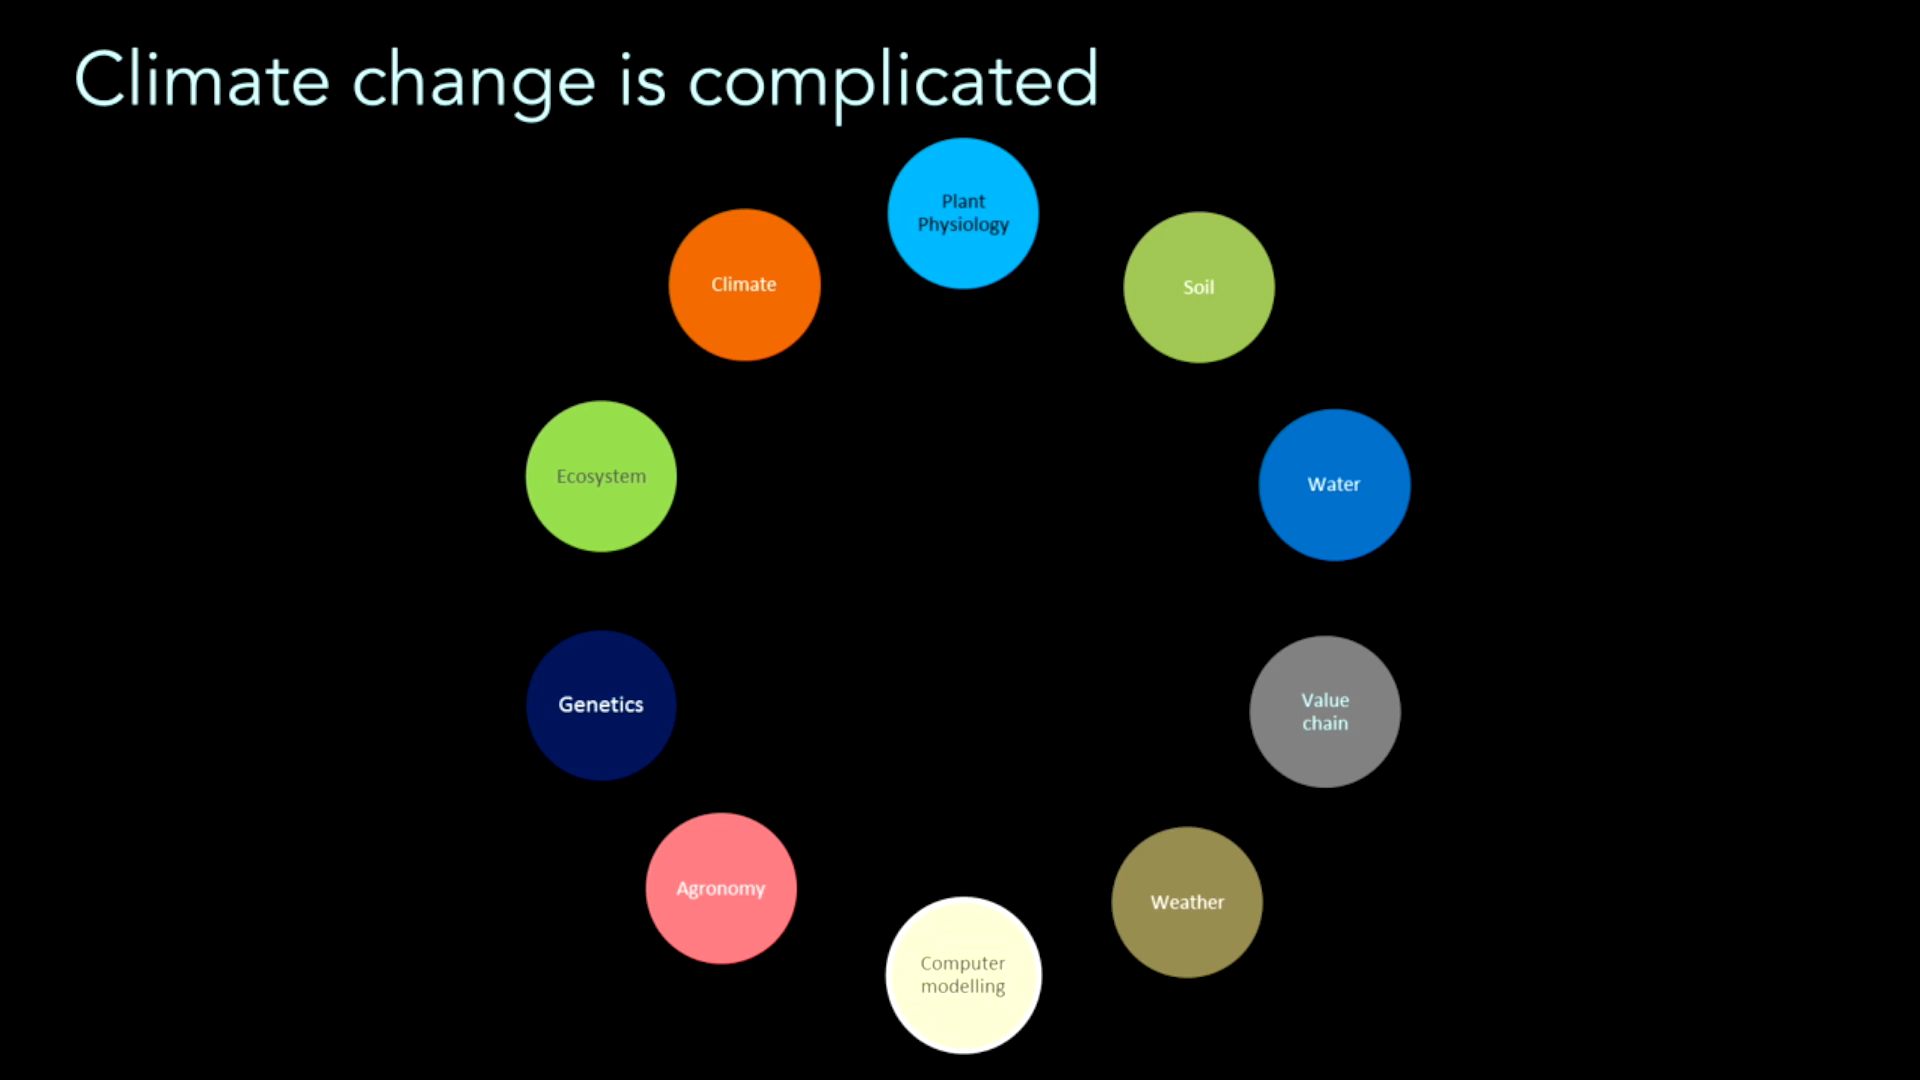 Climate change is complicated
Plant
Physiology
Climate
Soil
Ecosystem
Water
Genetics
Value
chain
Agronomy
Weather
Computer
modelling